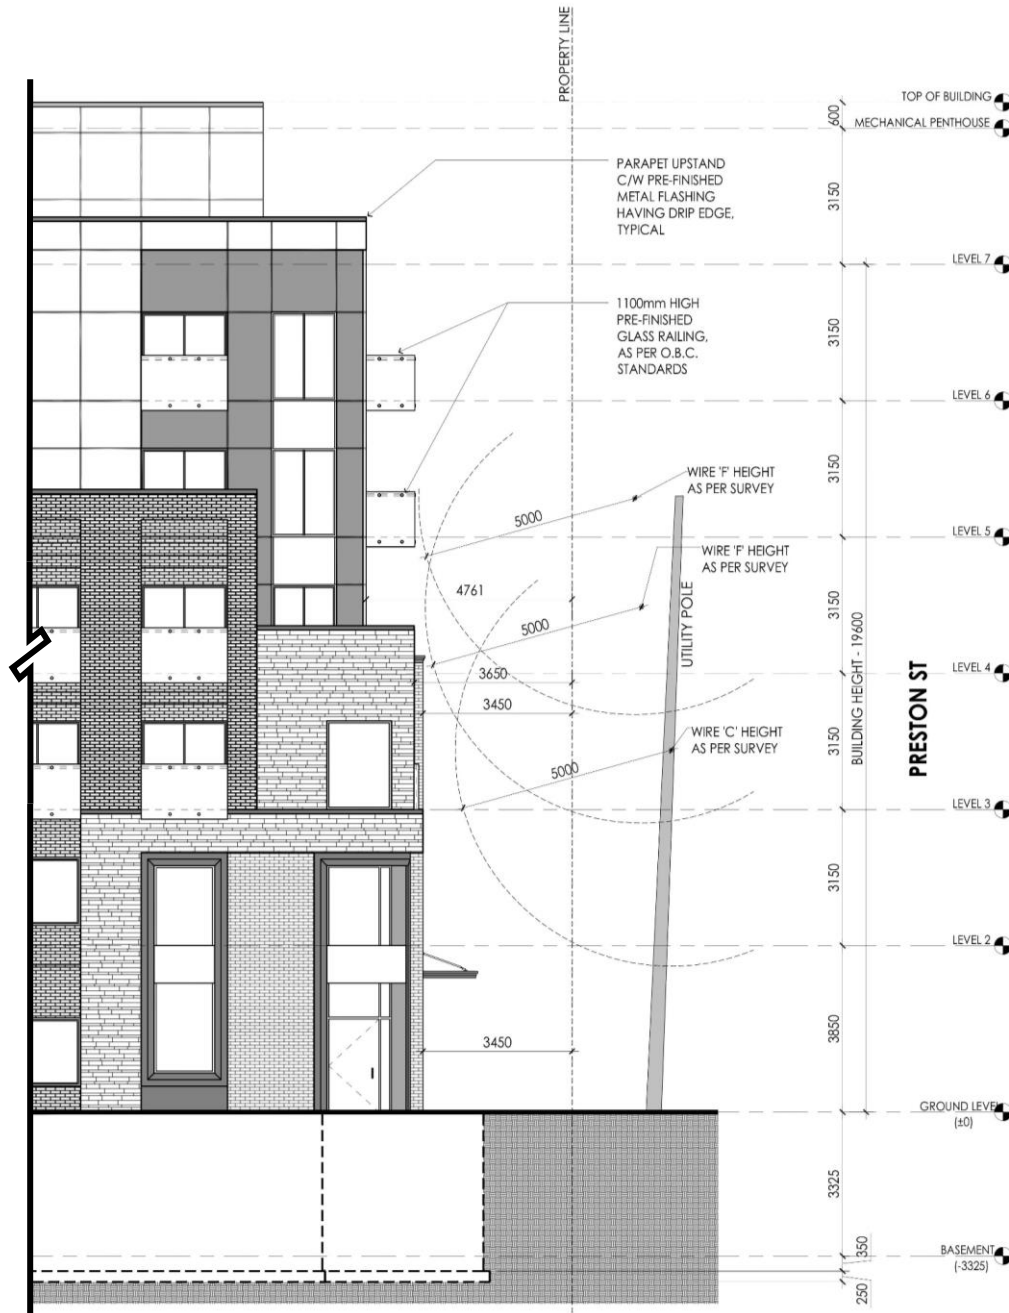 PROPERTY LINE
TOP OF BUILDING
600
MECHANICAL PENTHOUSE
3150
PARAPET UPSTAND
C/W PRE-FINISHED
METAL FLASHING
HAVING DRIP EDGE,
TYPICAL
LEVEL 7
1100mm HIGH
PRE-FINISHED
GLASS RAILING,
AS PER O.B.C.
STANDARDS
3150
LEVEL 6
WIRE 'F' HEIGHT
AS PER SURVEY
3150
5000
LEVEL 5
WIRE 'F' HEIGHT
AS PER SURVEY
4761
3150
5000
UTILITY POLE
BUILDING HEIGHT - 19600
3650
LEVEL 4
3450
PRESTON ST
WIRE 'C' HEIGHT
AS PER SURVEY
3150
5000
LEVEL 3
3150
LEVEL 2
3850
3450
GROUND LEVEL
(±0)
3325
350
BASEMENT
(-3325)
250